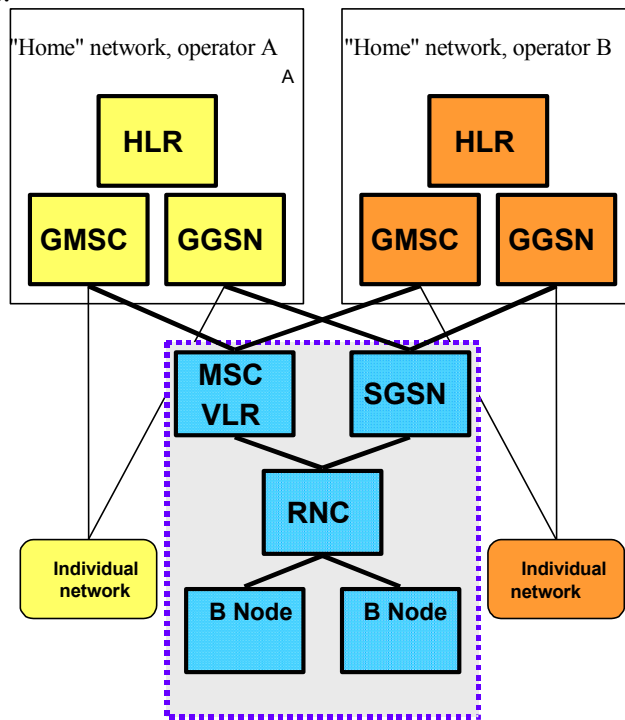 "Home" network, operator A
A
HLR
GMSC
GGSN
"Home" network, operator B
HLR
GMSC
GGSN
MSC
VLR
SGSN
RNC
B Node
B Node
Individual
network
Individual
network